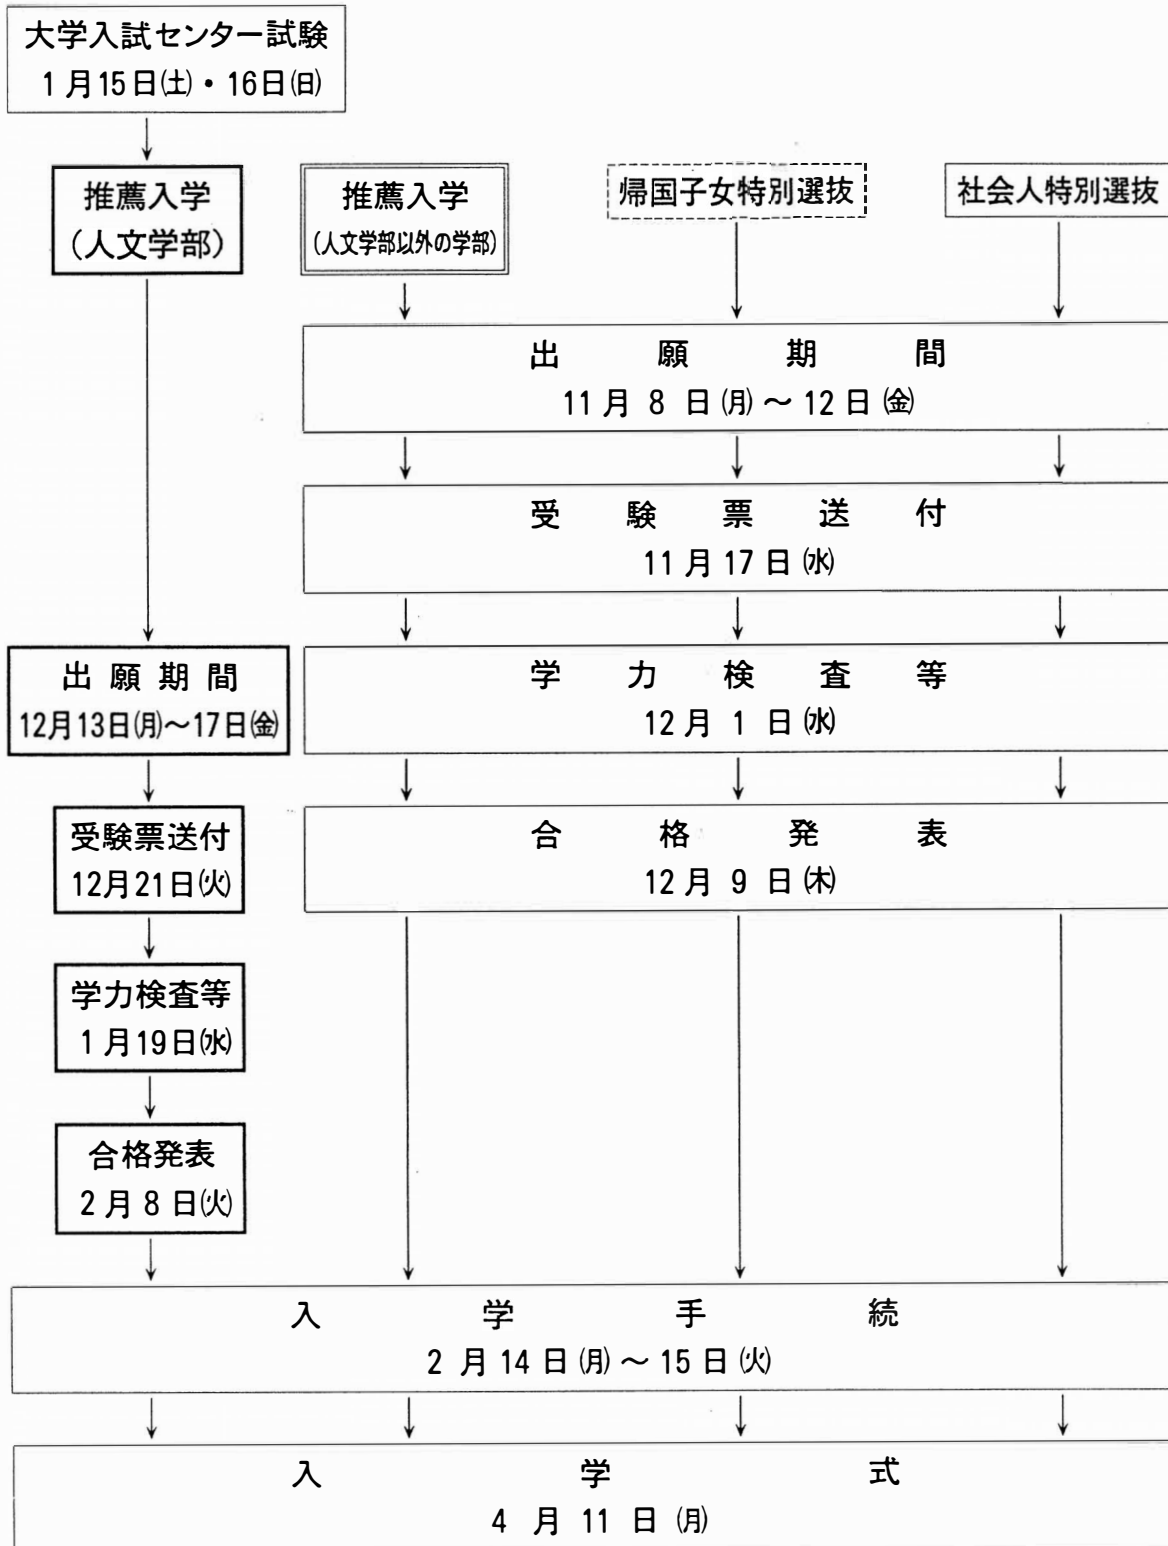 大学入試センター試験
1月15日(土)・16日(日)
推薦入学
(人文学部)
推薦入学
(人文学部以外の学部)
帰国子女特別選抜
社会人特別選抜
出願期間
11月8日(月)～12日(金)
受験票送付
11月17日(水)
出願期間
12月13日(月)～17日(金)
学力検査等
12月1日(水)
受験票送付
12月21日(火)
合格発表
12月9日(木)
学力検査等
1月19日(水)
合格発表
2月8日(火)
入学手続
2月14日(月)～15日(火)
入学式
4月11日(月)